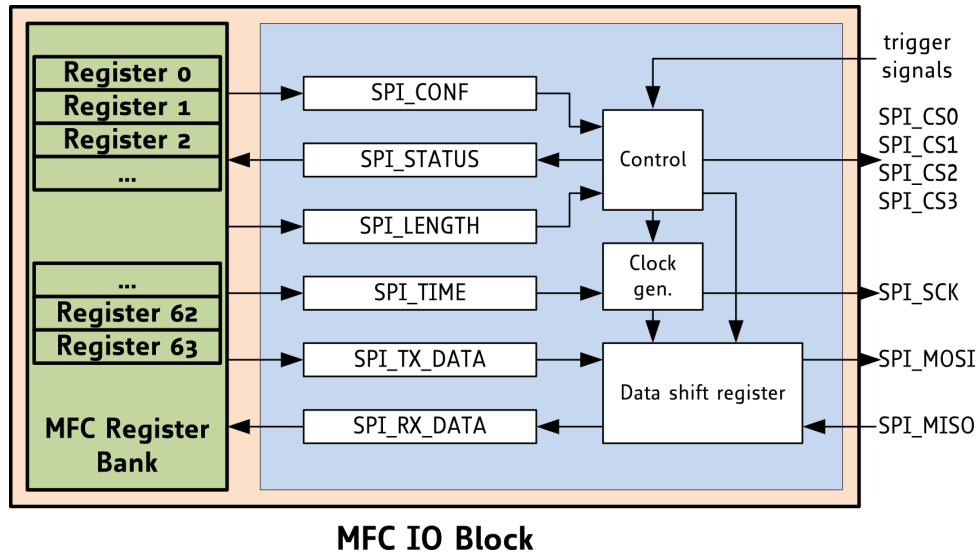 Register 0
Register 1
Register 2
...
...
Register 62
Register 63
MFC Register
Bank
SPI_CONF
SPI_STATUS
SPI_LENGTH
SPI_TIME
SPI_TX_DATA
SPI_RX_DATA
Control
Clock
gen.
Data shift register
trigger
signals
SPI_CS0
SPI_CS1
SPI_CS2
SPI_CS3
SPI_SCK
SPI_MOSI
SPI_MISO
MFC IO Block